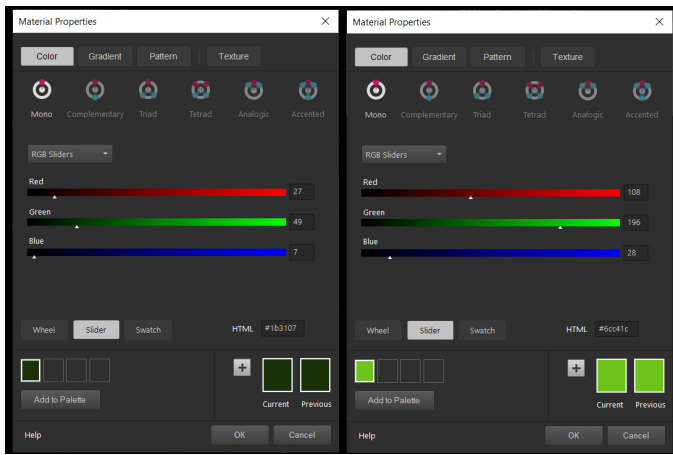 Material Properties
Color Gradient Pattern Texture
Mono Complementary Triad Tetrad Analogic Accented
RGB Sliders
Red
27
Green
49
Blue
7
Wheel Slider Swatch HTML #1b3107
+
Add to Palette
Current Previous
Help OK Cancel
Material Properties
Color Gradient Pattern Texture
Mono Complementary Triad Tetrad Analogic Accented
RGB Sliders
Red
108
Green
196
Blue
28
Wheel Slider Swatch HTML #6cc41c
+
Add to Palette
Current Previous
Help OK Cancel